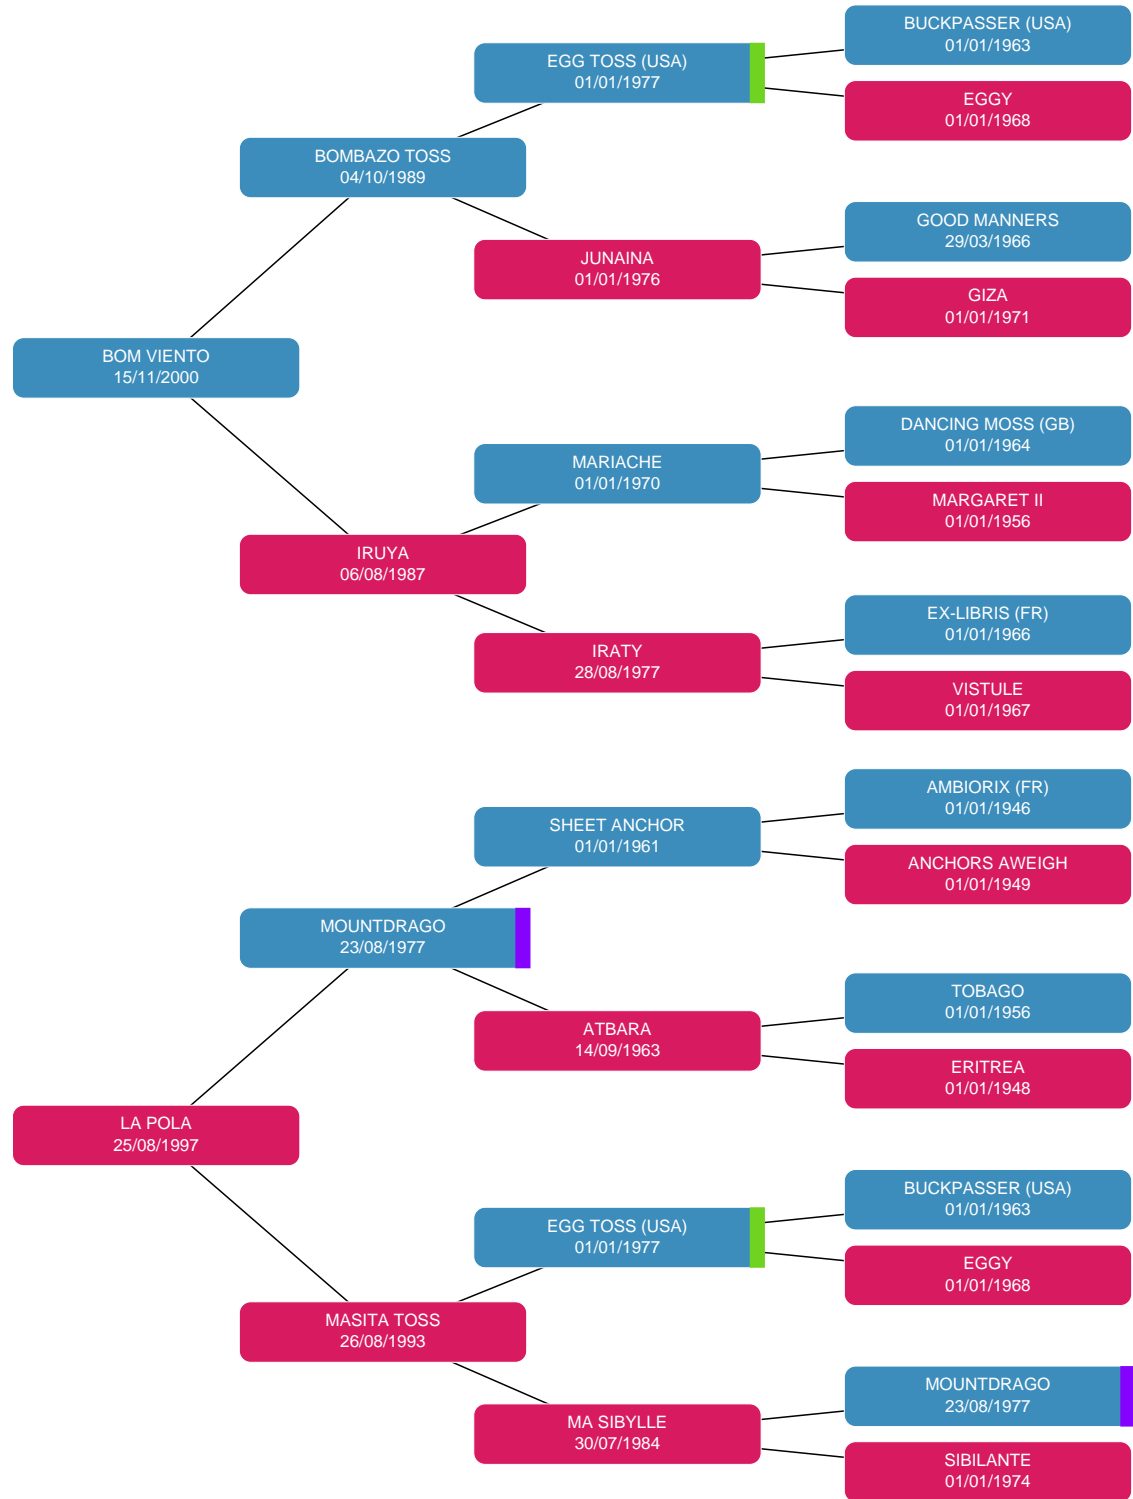 BUCKPASSER (USA)
01/01/1963
EGG TOSS (USA)
01/01/1977
EGGY
01/01/1968
BOMBAZO TOSS
04/10/1989
GOOD MANNERS
29/03/1966
JUNAINA
01/01/1976
GIZA
01/01/1971
BOM VIENTO
15/11/2000
DANCING MOSS (GB)
01/01/1964
MARIACHE
01/01/1970
MARGARET II
01/01/1956
IRUYA
06/08/1987
EX-LIBRIS (FR)
01/01/1966
IRATY
28/08/1977
VISTULE
01/01/1967
AMBIORIX (FR)
01/01/1946
SHEET ANCHOR
01/01/1961
ANCHORS AWEIGH
01/01/1949
MOUNTDRAGO
23/08/1977
TOBAGO
01/01/1956
ATBARA
14/09/1963
ERITREA
01/01/1948
LA POLA
25/08/1997
BUCKPASSER (USA)
01/01/1963
EGG TOSS (USA)
01/01/1977
EGGY
01/01/1968
MASITA TOSS
26/08/1993
MOUNTDRAGO
23/08/1977
MA SIBYLLE
30/07/1984
SIBILANTE
01/01/1974